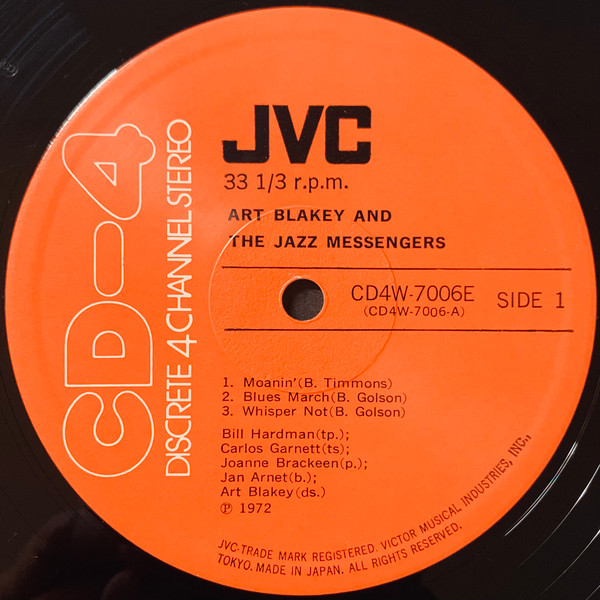 CD-4
DISCRETE 4 CHANNEL STEREO
JVC
33 1/3 r.p.m.
ART BLAKEY AND
THE JAZZ MESSENGERS
CD4W-7006E SIDE 1
(CD4W-7006-A)
1. Moanin'(B. Timmons)
2. Blues March(B. Golson)
3. Whisper Not(B. Golson)
Bill Hardman(tp.);
Carlos Garnett(ts);
Joanne Brackeen(p.);
Jan Arnet(b.);
Art Blakey(ds.)
℗ 1972
JVC-TRADE MARK REGISTERED. VICTOR MUSICAL INDUSTRIES, INC.,
TOKYO. MADE IN JAPAN. ALL RIGHTS RESERVED.